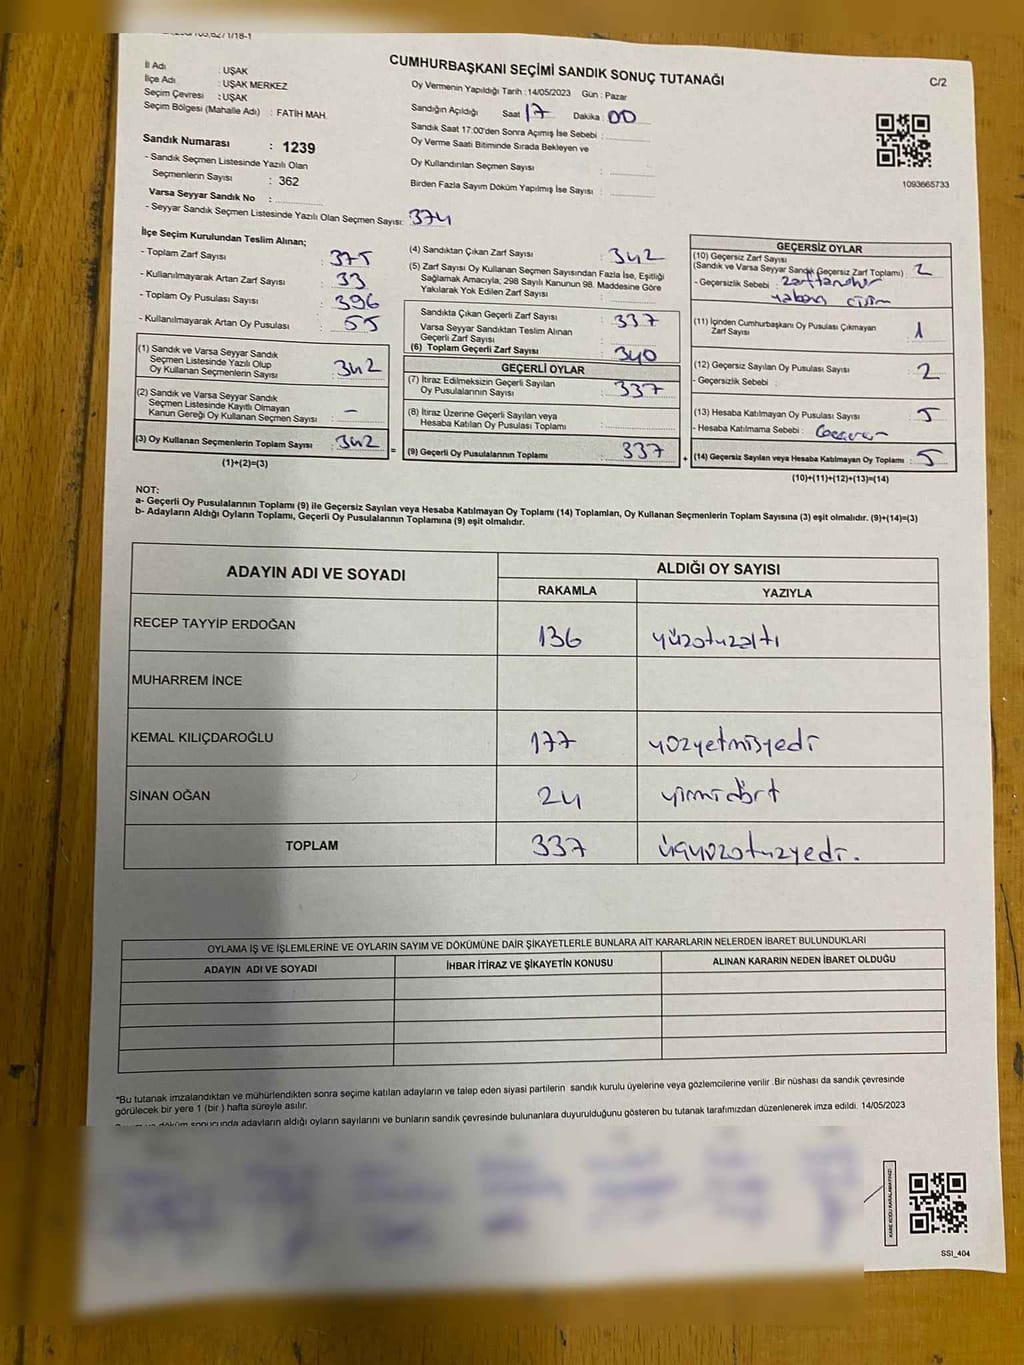 CUMHURBAŞKANI SEÇİMİ SANDIK SONUÇ TUTANAĞI
C/2
İl Adı : UŞAK
İlçe Adı : UŞAK MERKEZ
Seçim Çevresi : UŞAK
Seçim Bölgesi (Mahalle Adı) : FATİH MAH.
Oy Vermenin Yapıldığı Tarih :14/05/2023 Gün : Pazar
Sandığın Açıldığı Saat 17 Dakika : 00
Sandık Saat 17:00'den Sonra Açımış İse Sebebi :
Oy Verme Saati Bitiminde Sırada Bekleyen ve
Oy Kullandırılan Seçmen Sayısı :
Birden Fazla Sayım Döküm Yapılmış İse Sayısı :
1093665733
Sandık Numarası : 1239
- Sandık Seçmen Listesinde Yazılı Olan
Seçmenlerin Sayısı : 362
Varsa Seyyar Sandık No :
- Seyyar Sandık Seçmen Listesinde Yazılı Olan Seçmen Sayısı: 374
İlçe Seçim Kurulundan Teslim Alınan;
- Toplam Zarf Sayısı : 375
- Kullanılmayarak Artan Zarf Sayısı : 33
- Toplam Oy Pusulası Sayısı : 396
- Kullanılmayarak Artan Oy Pusulası : 55
(1) Sandık ve Varsa Seyyar Sandık
Seçmen Listesinde Yazılı Olup
Oy Kullanan Seçmenlerin Sayısı : 342
(2) Sandık ve Varsa Seyyar Sandık
Seçmen Listesinde Kayıtlı Olmayan
Kanun Gereği Oy Kullanan Seçmen Sayısı : —
(3) Oy Kullanan Seçmenlerin Toplam Sayısı : 342
(1)+(2)=(3)
(4) Sandıktan Çıkan Zarf Sayısı : 342
(5) Zarf Sayısı Oy Kullanan Seçmen Sayısından Fazla İse, Eşitliği
Sağlamak Amacıyla; 298 Sayılı Kanunun 98. Maddesine Göre
Yakılarak Yok Edilen Zarf Sayısı :
Sandıkta Çıkan Geçerli Zarf Sayısı : 337
Varsa Seyyar Sandıktan Teslim Alınan
Geçerli Zarf Sayısı :
(6) Toplam Geçerli Zarf Sayısı : 340
GEÇERLİ OYLAR
(7) İtiraz Edilmeksizin Geçerli Sayılan
Oy Pusulalarının Sayısı : 337
(8) İtiraz Üzerine Geçerli Sayılan veya
Hesaba Katılan Oy Pusulası Toplamı :
= (9) Geçerli Oy Pusulalarının Toplamı : 337 +
GEÇERSİZ OYLAR
(10) Geçersiz Zarf Sayısı
(Sandık ve Varsa Seyyar Sandık Geçersiz Zarf Toplamı) : 2
- Geçersizlik Sebebi :
(11) İçinden Cumhurbaşkanı Oy Pusulası Çıkmayan
Zarf Sayısı : 1
(12) Geçersiz Sayılan Oy Pusulası Sayısı : 2
- Geçersizlik Sebebi :
(13) Hesaba Katılmayan Oy Pusulası Sayısı : 5
- Hesaba Katılmama Sebebi :
(14) Geçersiz Sayılan veya Hesaba Katılmayan Oy Toplamı : 5
(10)+(11)+(12)+(13)=(14)
NOT:
a- Geçerli Oy Pusulalarının Toplamı (9) ile Geçersiz Sayılan veya Hesaba Katılmayan Oy Toplamı (14) Toplamları, Oy Kullanan Seçmenlerin Toplam Sayısına (3) eşit olmalıdır. (9)+(14)=(3)
b- Adayların Aldığı Oyların Toplamı, Geçerli Oy Pusulalarının Toplamına (9) eşit olmalıdır.
ADAYIN ADI VE SOYADI ALDIĞI OY SAYISI
RAKAMLA YAZIYLA
RECEP TAYYİP ERDOĞAN 136 yüzotuzaltı
MUHARREM İNCE
KEMAL KILIÇDAROĞLU 177 yüzyetmişyedi
SİNAN OĞAN 24 yirmidört
TOPLAM 337 üçyüzotuzyedi.
OYLAMA İŞ VE İŞLEMLERİNE VE OYLARIN SAYIM VE DÖKÜMÜNE DAİR ŞİKAYETLERLE BUNLARA AİT KARARLARIN NELERDEN İBARET BULUNDUKLARI
ADAYIN ADI VE SOYADI İHBAR İTİRAZ VE ŞİKAYETİN KONUSU ALINAN KARARIN NEDEN İBARET OLDUĞU
*Bu tutanak imzalandıktan ve mühürlendikten sonra seçime katılan adayların ve talep eden siyasi partilerin sandık kurulu üyelerine veya gözlemcilerine verilir .Bir nüshası da sandık çevresinde
görülecek bir yere 1 (bir ) hafta süreyle asılır.
döküm sonucunda adayların aldığı oyların sayılarını ve bunların sandık çevresinde bulunanlara duyurulduğunu gösteren bu tutanak tarafımızdan düzenlenerek imza edildi. 14/05/2023
KARE KODU KARALAMAYINIZ!
SSI_404